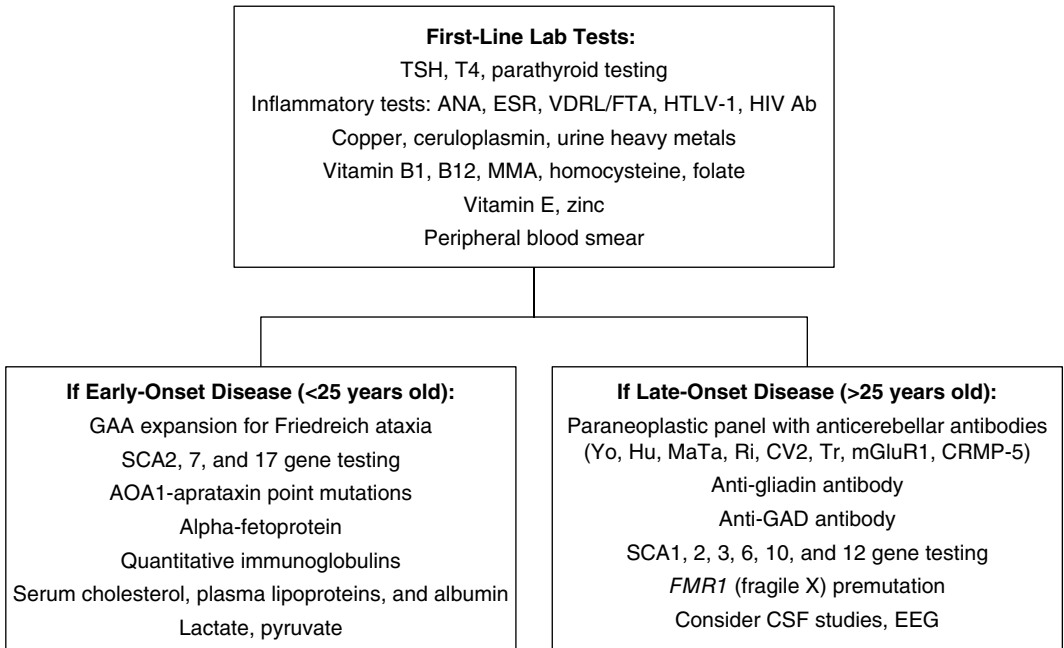 First-Line Lab Tests:
TSH, T4, parathyroid testing
Inflammatory tests: ANA, ESR, VDRL/FTA, HTLV-1, HIV Ab
Copper, ceruloplasmin, urine heavy metals
Vitamin B1, B12, MMA, homocysteine, folate
Vitamin E, zinc
Peripheral blood smear
If Early-Onset Disease (<25 years old):
GAA expansion for Friedreich ataxia
SCA2, 7, and 17 gene testing
AOA1-aprataxin point mutations
Alpha-fetoprotein
Quantitative immunoglobulins
Serum cholesterol, plasma lipoproteins, and albumin
Lactate, pyruvate
If Late-Onset Disease (>25 years old):
Paraneoplastic panel with anticerebellar antibodies
(Yo, Hu, MaTa, Ri, CV2, Tr, mGluR1, CRMP-5)
Anti-gliadin antibody
Anti-GAD antibody
SCA1, 2, 3, 6, 10, and 12 gene testing
FMR1 (fragile X) premutation
Consider CSF studies, EEG